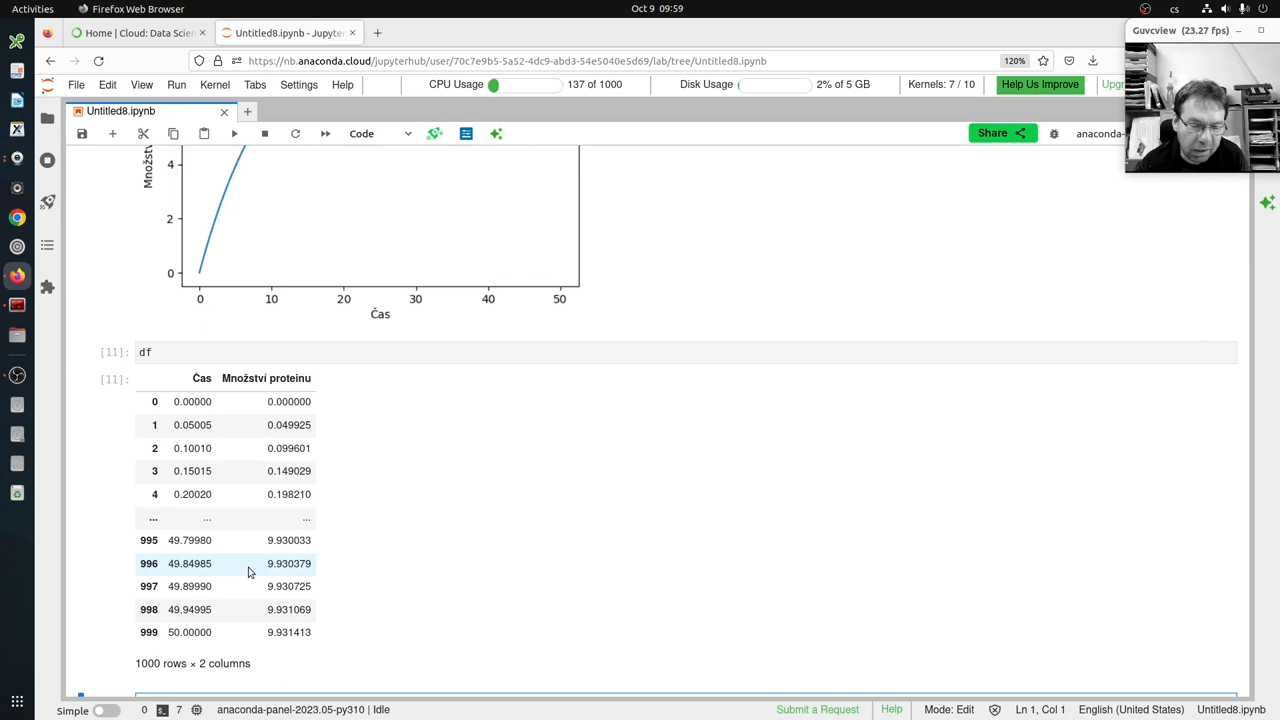 Activities Firefox Web Browser Oct 9 09:59 cs
Home | Cloud: Data Scien Untitled8.ipynb - Jupyter
Guvcview (23.27 fps)
https://nb.anaconda.cloud/jupyterhub/user/70c7e9b5-5a52-4dc9-abd3-54e5040e5d69/lab/tree/Untitled8.ipynb 120%
File Edit View Run Kernel Tabs Settings Help CPU Usage 137 of 1000 Disk Usage 2% of 5 GB Kernels: 7 / 10 Help Us Improve Upg
Untitled8.ipynb
Code Share anaconda-
Množstv
4
2
0
0 10 20 30 40 50
Čas
[11]: df
[11]: Čas Množství proteinu
0 0.00000 0.000000
1 0.05005 0.049925
2 0.10010 0.099601
3 0.15015 0.149029
4 0.20020 0.198210
... ... ...
995 49.79980 9.930033
996 49.84985 9.930379
997 49.89990 9.930725
998 49.94995 9.931069
999 50.00000 9.931413
1000 rows × 2 columns
Simple 0 7 anaconda-panel-2023.05-py310 | Idle Submit a Request Help Mode: Edit Ln 1, Col 1 English (United States) Untitled8.ipynb